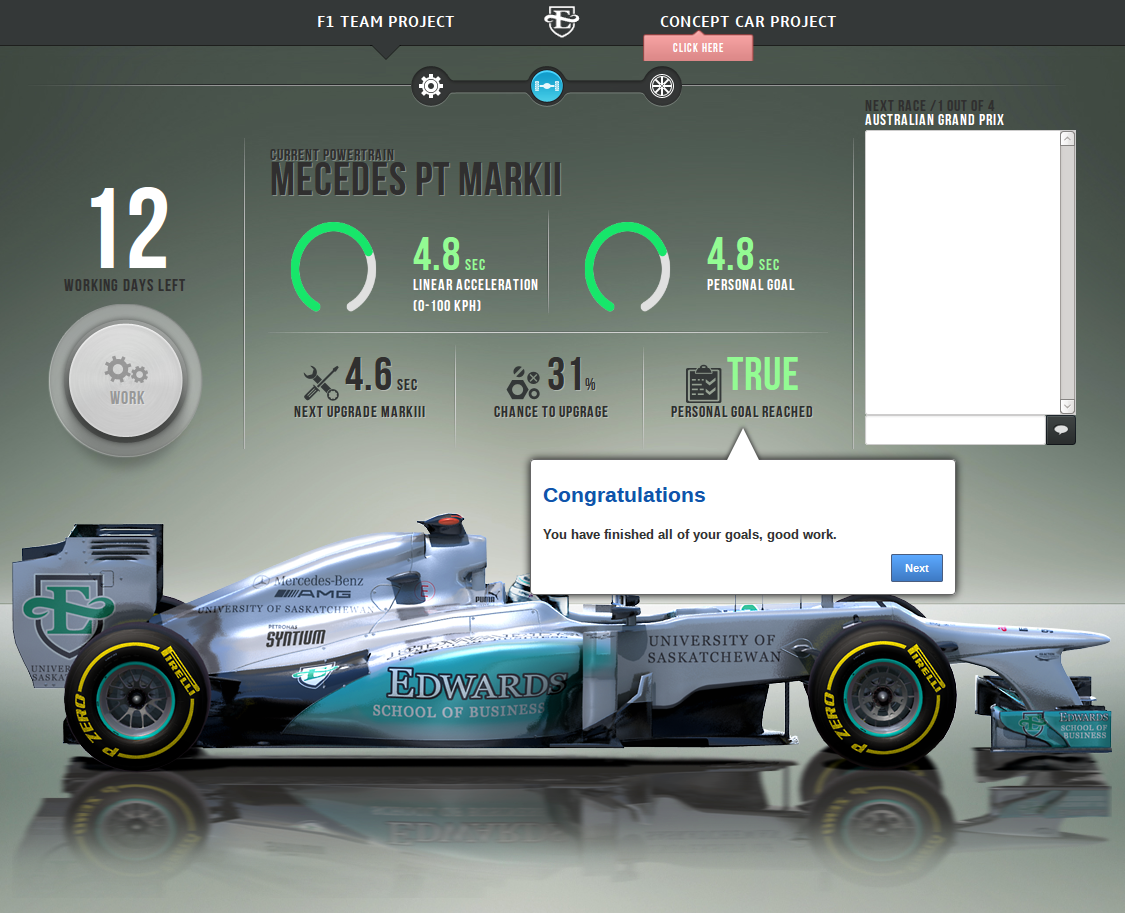 F1 TEAM PROJECT
CONCEPT CAR PROJECT
CLICK HERE
NEXT RACE / 1 OUT OF 4
AUSTRALIAN GRAND PRIX
CURRENT POWERTRAIN
MECEDES PT MARKII
12
WORKING DAYS LEFT
WORK
4.8 SEC
LINEAR ACCELERATION
(0-100 KPH)
4.8 SEC
PERSONAL GOAL
4.6 SEC
NEXT UPGRADE MARKIII
31%
CHANCE TO UPGRAGE
TRUE
PERSONAL GOAL REACHED
Congratulations
You have finished all of your goals, good work.
Next
Mercedes-Benz
AMG
UNIVERSITY OF SASKATCHEWAN
PETRONAS
SYNTIUM
EDWARDS
SCHOOL OF BUSINESS
UNIVERSITY OF
SASKATCHEWAN
PIRELLI
P ZERO
PIRELLI
P ZERO
EDWARDS
SCHOOL OF
BUSINESS